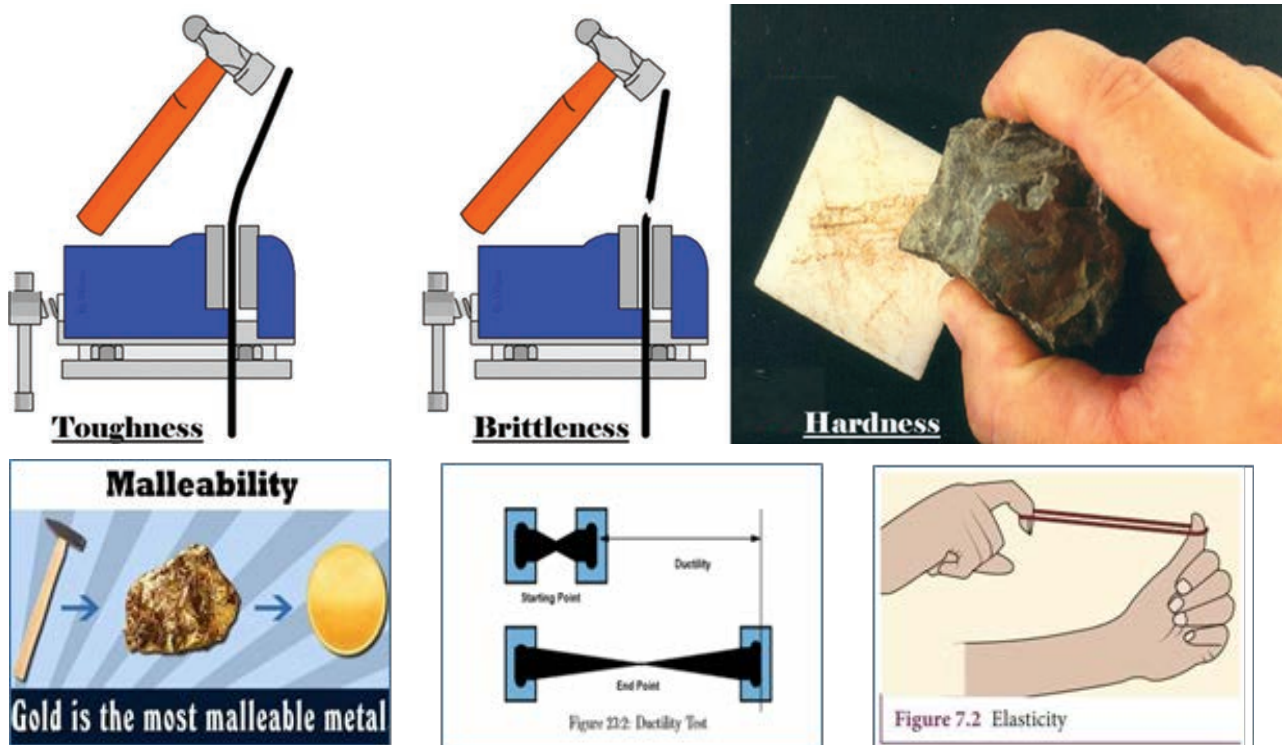 Toughness
Brittleness
Hardness
Malleability
Gold is the most malleable metal
Ductility
Starting Point
End Point
Figure 23:2: Ductility Test
Figure 7.2 Elasticity